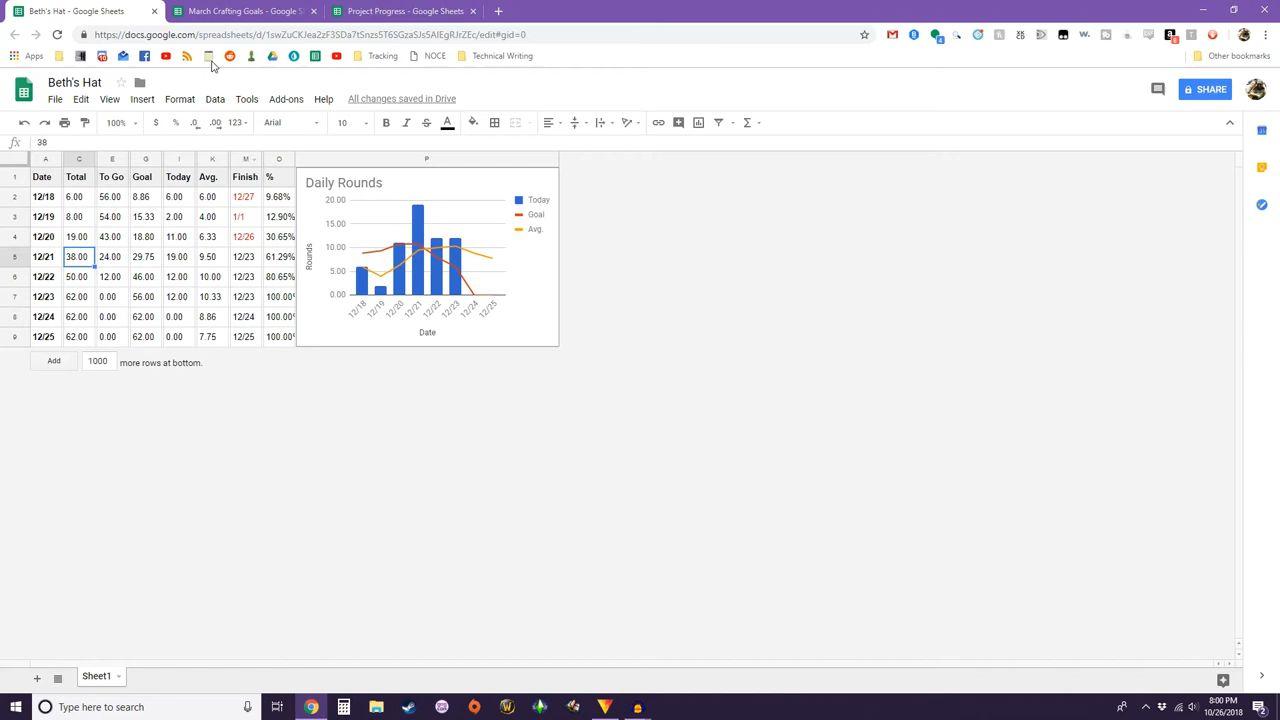 Beth's Hat - Google Sheets
March Crafting Goals - Google S
Project Progress - Google Sheets
https://docs.google.com/spreadsheets/d/1swZuCKJea2zF3SDa7tSnzs5T6SGzaSJs5AIEgRJrZEc/edit#gid=0
Apps
Tracking
NOCE
Technical Writing
Other bookmarks
Beth's Hat
File Edit View Insert Format Data Tools Add-ons Help All changes saved in Drive
SHARE
100% $ % .0 .00 123 Arial 10 B I S A
fx 38
A C E G I K M O P
1 Date Total To Go Goal Today Avg. Finish %
2 12/18 6.00 56.00 8.86 6.00 6.00 12/27 9.68%
3 12/19 8.00 54.00 15.33 2.00 4.00 1/1 12.90%
4 12/20 19.00 43.00 18.80 11.00 6.33 12/26 30.65%
5 12/21 38.00 24.00 29.75 19.00 9.50 12/23 61.29%
6 12/22 50.00 12.00 46.00 12.00 10.00 12/23 80.65%
7 12/23 62.00 0.00 56.00 12.00 10.33 12/23 100.00%
8 12/24 62.00 0.00 62.00 0.00 8.86 12/24 100.00%
9 12/25 62.00 0.00 62.00 0.00 7.75 12/25 100.00%
Daily Rounds
20.00
15.00
10.00
5.00
0.00
Rounds
12/18 12/19 12/20 12/21 12/22 12/23 12/24 12/25
Date
Today
Goal
Avg.
Add 1000 more rows at bottom.
Sheet1
Type here to search
8:00 PM
10/26/2018